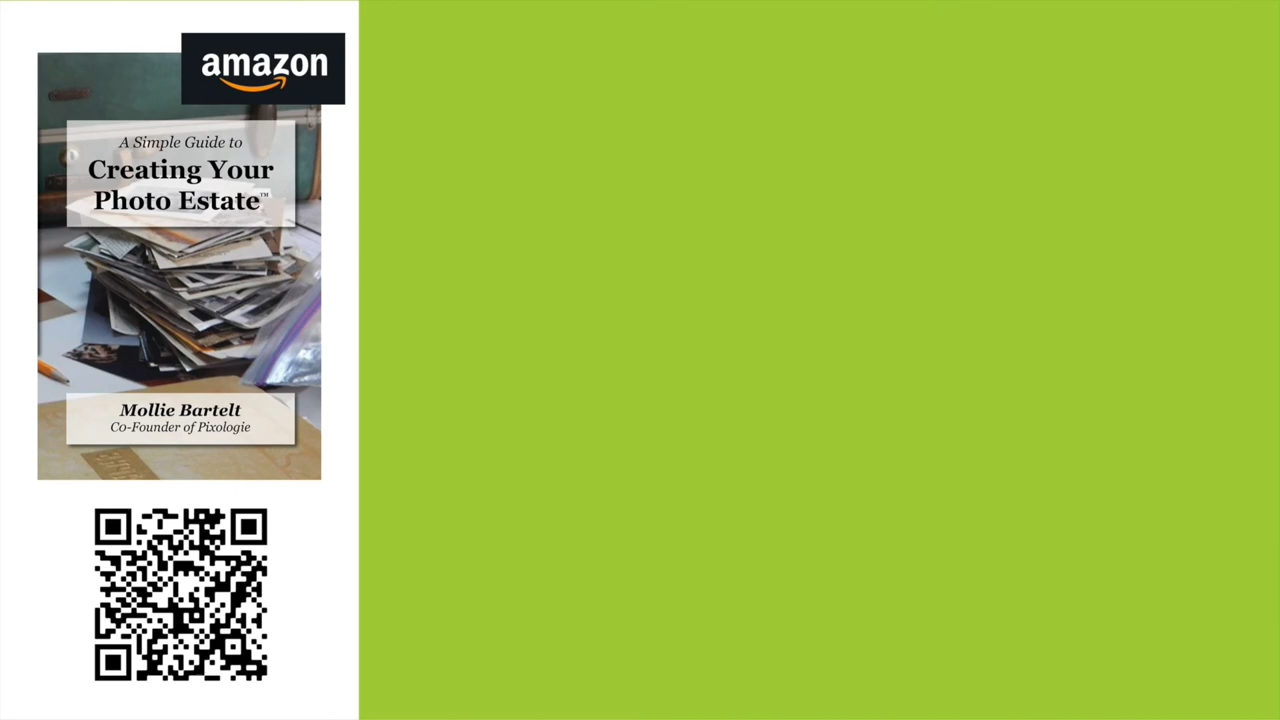 amazon
A Simple Guide to
Creating Your
Photo Estate™
Mollie Bartelt
Co-Founder of Pixologie